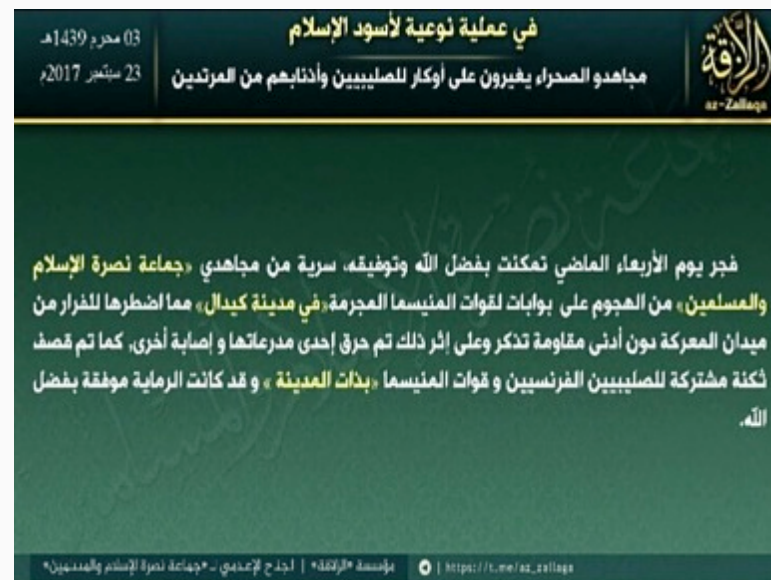 في عملية نوعية لأسود الإسلام
مجاهدو الصحراء يغيرون على أوكار للصليبيين وأذنابهم من المرتدين
03 محرم 1439هـ
23 سبتمبر 2017م
الزلاقة
az-Zallaqa
فجر يوم الأربعاء الماضي تمكنت بفضل الله وتوفيقه، سرية من مجاهدي «جماعة نصرة الإسلام
والمسلمين» من الهجوم على بوابات لقوات المنيسما المجرمة«في مدينة كيدال» مما اضطرها للفرار من
ميدان المعركة دون أدنى مقاومة تذكر وعلى إثر ذلك تم حرق إحدى مدرعاتها و إصابة أخرى، كما تم قصف
ثكنة مشتركة للصليبيين الفرنسيين و قوات المنيسما «بذات المدينة » و قد كانت الرماية موفقة بفضل
الله.
مؤسسة «الزلاقة» | الجناح الإعلامي لـ «جماعة نصرة الإسلام والمسلمين» https://t.me/az_zallaqa